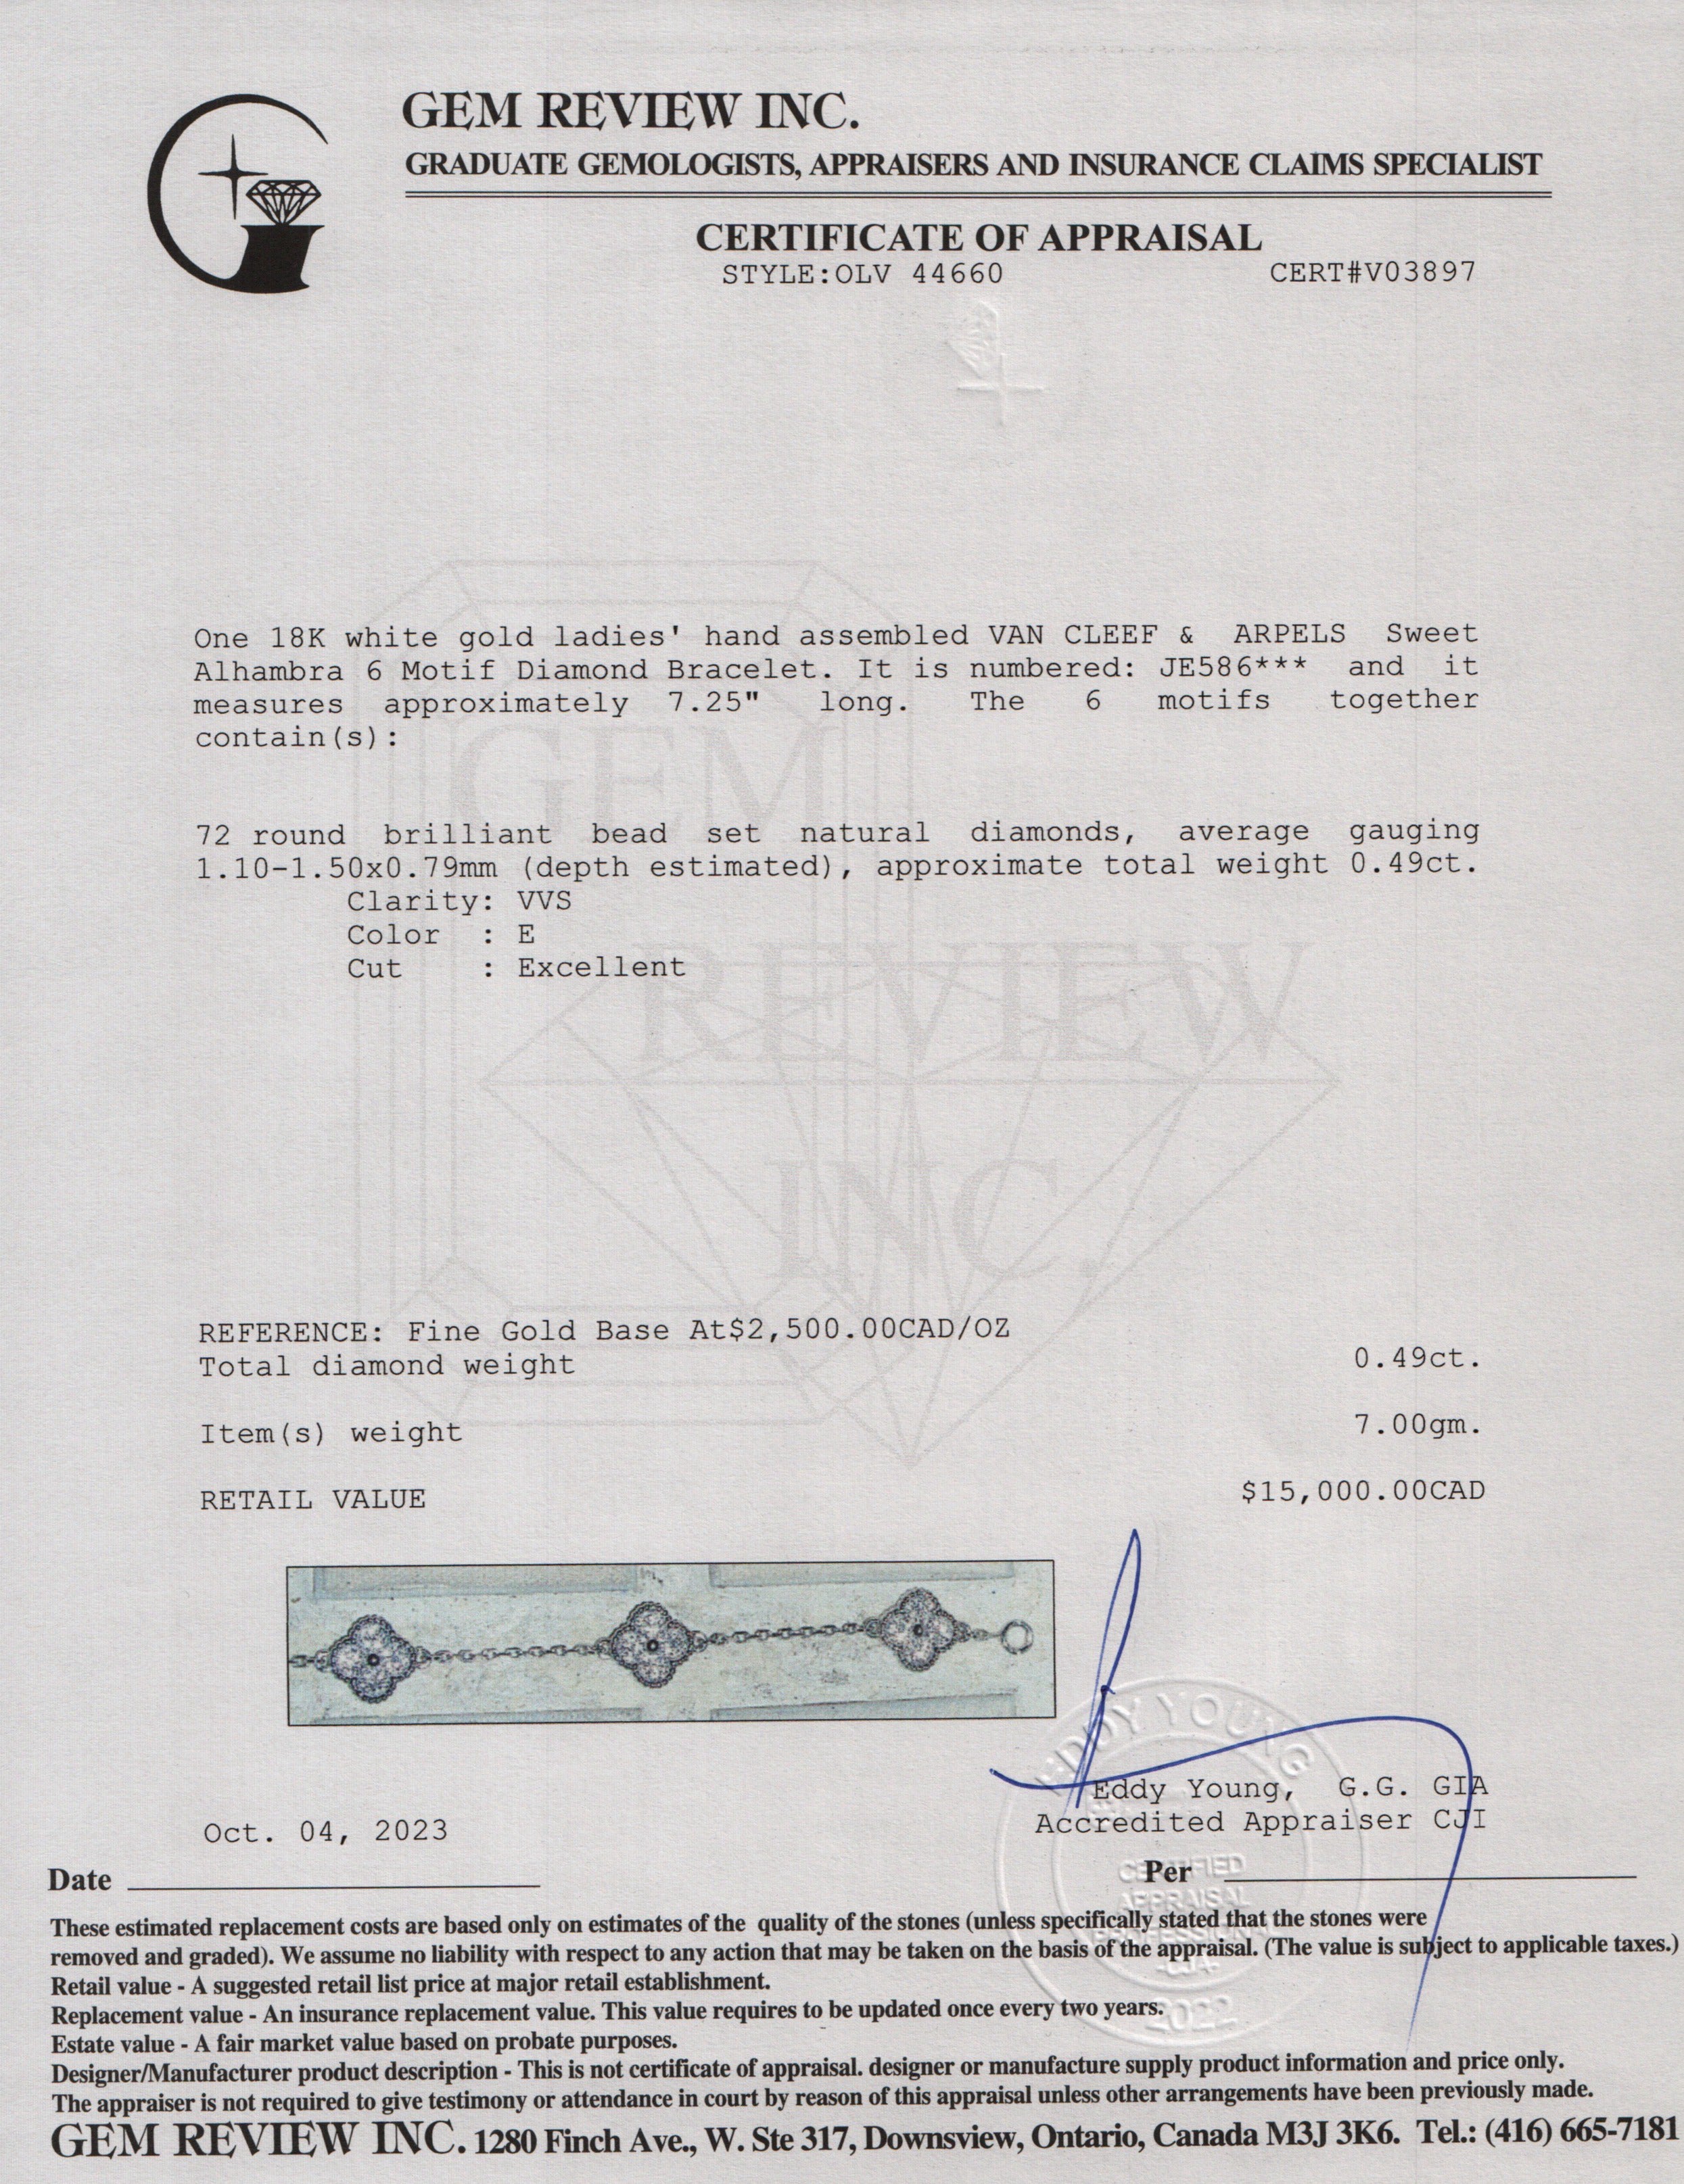 GEM REVIEW INC.
GRADUATE GEMOLOGISTS, APPRAISERS AND INSURANCE CLAIMS SPECIALIST
CERTIFICATE OF APPRAISAL
STYLE:OLV 44660 CERT#V03897
One 18K white gold ladies' hand assembled VAN CLEEF & ARPELS Sweet
Alhambra 6 Motif Diamond Bracelet. It is numbered: JE586*** and it
measures approximately 7.25" long. The 6 motifs together
contain(s):
GEM
72 round brilliant bead set natural diamonds, average gauging
1.10-1.50x0.79mm (depth estimated), approximate total weight 0.49ct.
Clarity: VVS
Color : E
Cut : Excellent
REVIEW
INC.
REFERENCE: Fine Gold Base At$2,500.00CAD/OZ
Total diamond weight 0.49ct.
Item(s) weight 7.00gm.
RETAIL VALUE $15,000.00CAD
EDDY YOUNG
Eddy Young, G.G. GIA
Accredited Appraiser CJI
Oct. 04, 2023
Date
Per
CERTIFIED
APPRAISAL
PROFESSIONAL
-CJA-
2022
These estimated replacement costs are based only on estimates of the quality of the stones (unless specifically stated that the stones were
removed and graded). We assume no liability with respect to any action that may be taken on the basis of the appraisal. (The value is subject to applicable taxes.)
Retail value - A suggested retail list price at major retail establishment.
Replacement value - An insurance replacement value. This value requires to be updated once every two years.
Estate value - A fair market value based on probate purposes.
Designer/Manufacturer product description - This is not certificate of appraisal. designer or manufacture supply product information and price only.
The appraiser is not required to give testimony or attendance in court by reason of this appraisal unless other arrangements have been previously made.
GEM REVIEW INC. 1280 Finch Ave., W. Ste 317, Downsview, Ontario, Canada M3J 3K6. Tel.: (416) 665-7181